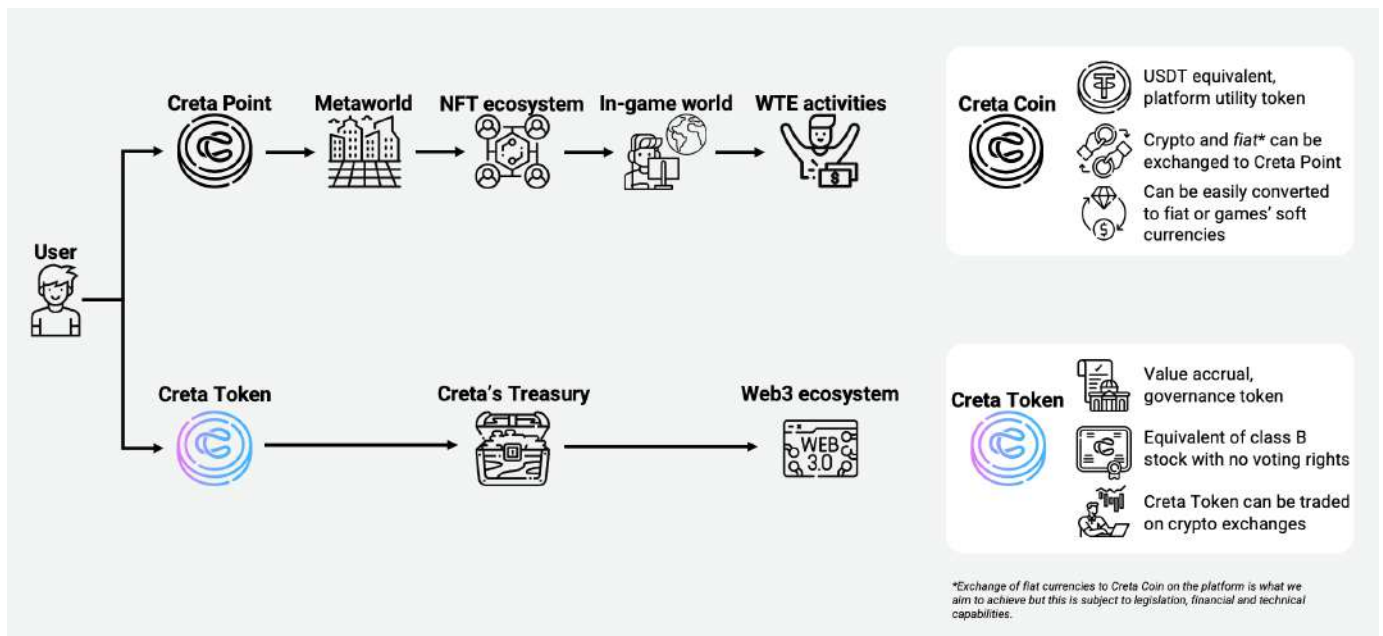 Creta Point
Metaworld
NFT ecosystem
In-game world
WTE activities
$
User
Creta Token
Creta's Treasury
Web3 ecosystem
WEB
3.0
Creta Coin
USDT equivalent,
platform utility token
Crypto and fiat* can be
exchanged to Creta Point
Can be easily converted
to fiat or games' soft
currencies
$
Creta Token
Value accrual,
governance token
Equivalent of class B
stock with no voting rights
Creta Token can be traded
on crypto exchanges
*Exchange of fiat currencies to Creta Coin on the platform is what we
aim to achieve but this is subject to legislation, financial and technical
capabilities.